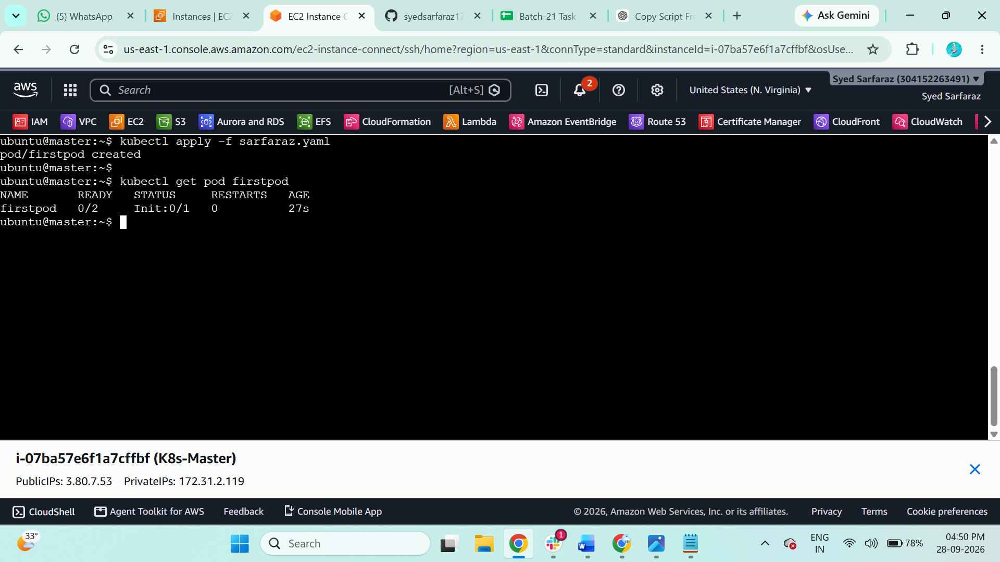 (5) WhatsApp
Instances | EC2
EC2 Instance C
syedsarfaraz17
Batch-21 Task
Copy Script Fro
Ask Gemini
us-east-1.console.aws.amazon.com/ec2-instance-connect/ssh/home?region=us-east-1&connType=standard&instanceId=i-07ba57e6f1a7cffbf&osUse...
aws
Search
[Alt+S]
2
United States (N. Virginia)
Syed Sarfaraz (304152263491)
Syed Sarfaraz
IAM VPC EC2 S3 Aurora and RDS EFS CloudFormation Lambda Amazon EventBridge Route 53 Certificate Manager CloudFront CloudWatch
ubuntu@master:~$ kubectl apply -f sarfaraz.yaml
pod/firstpod created
ubuntu@master:~$
ubuntu@master:~$ kubectl get pod firstpod
NAME READY STATUS RESTARTS AGE
firstpod 0/2 Init:0/1 0 27s
ubuntu@master:~$
i-07ba57e6f1a7cffbf (K8s-Master)
PublicIPs: 3.80.7.53 PrivateIPs: 172.31.2.119
CloudShell Agent Toolkit for AWS Feedback Console Mobile App © 2026, Amazon Web Services, Inc. or its affiliates. Privacy Terms Cookie preferences
33°
Search
1
W
ENG
IN
78%
04:50 PM
28-09-2026